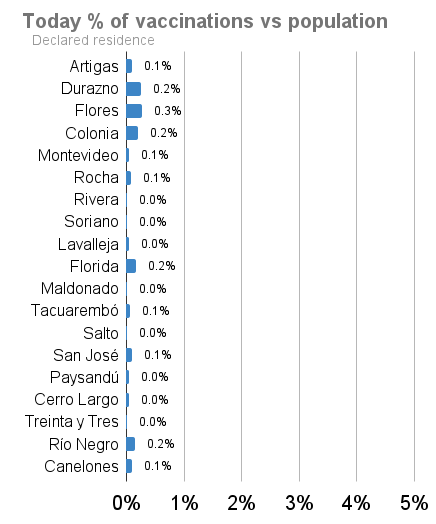 Today % of vaccinations vs population
Declared residence
Artigas 0.1%
Durazno 0.2%
Flores 0.3%
Colonia 0.2%
Montevideo 0.1%
Rocha 0.1%
Rivera 0.0%
Soriano 0.0%
Lavalleja 0.0%
Florida 0.2%
Maldonado 0.0%
Tacuarembó 0.1%
Salto 0.0%
San José 0.1%
Paysandú 0.0%
Cerro Largo 0.0%
Treinta y Tres 0.0%
Río Negro 0.2%
Canelones 0.1%
0% 1% 2% 3% 4% 5%